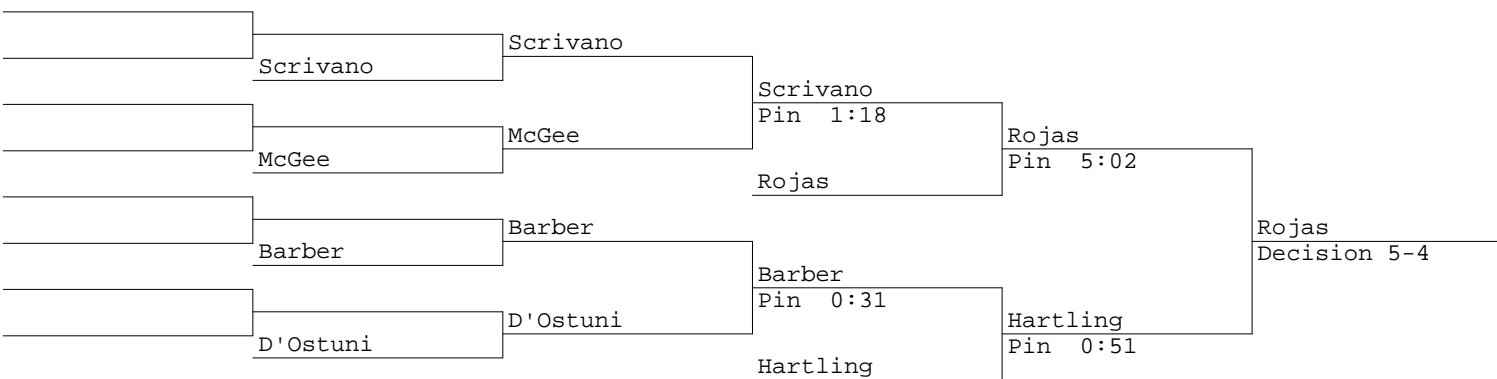 Scrivano
Scrivano
Scrivano
Pin 1:18
McGee
Rojas
McGee
Pin 5:02
Rojas
Barber
Rojas
Barber
Decision 5-4
Barber
Pin 0:31
D'Ostuni
Hartling
D'Ostuni
Pin 0:51
Hartling